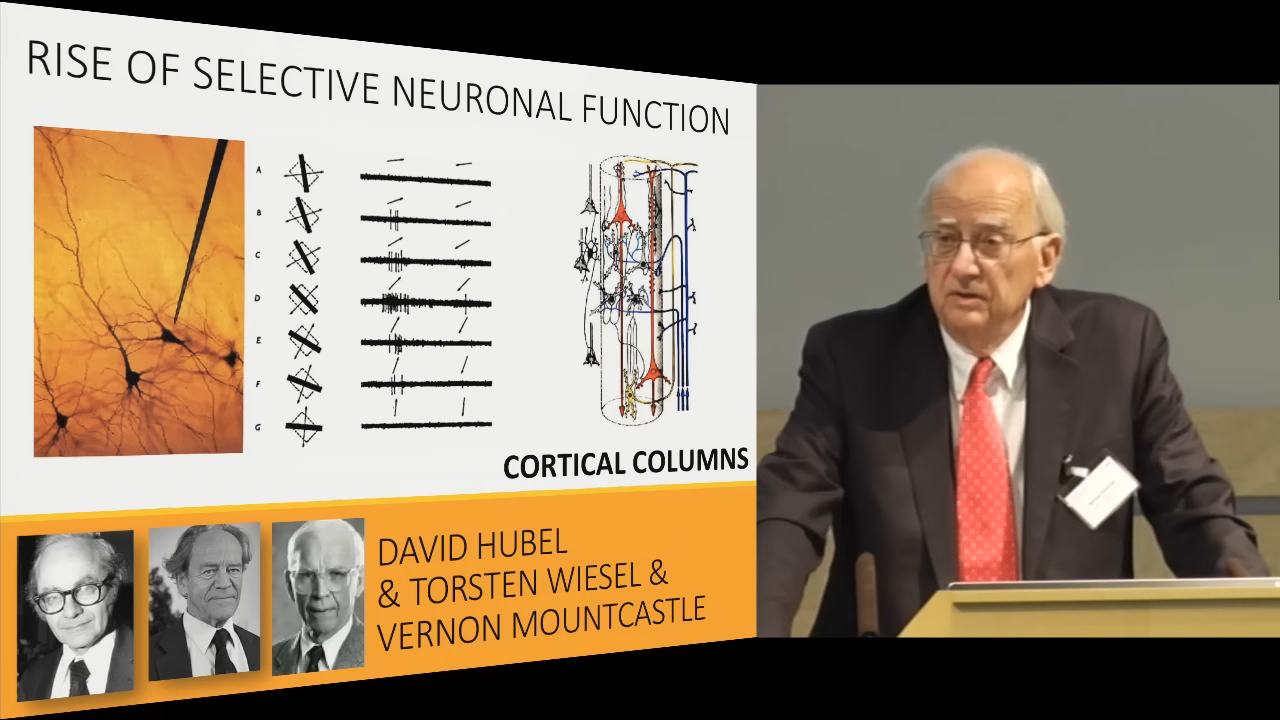 RISE OF SELECTIVE NEURONAL FUNCTION
A
B
C
D
E
F
G
CORTICAL COLUMNS
DAVID HUBEL
& TORSTEN WIESEL &
VERNON MOUNTCASTLE